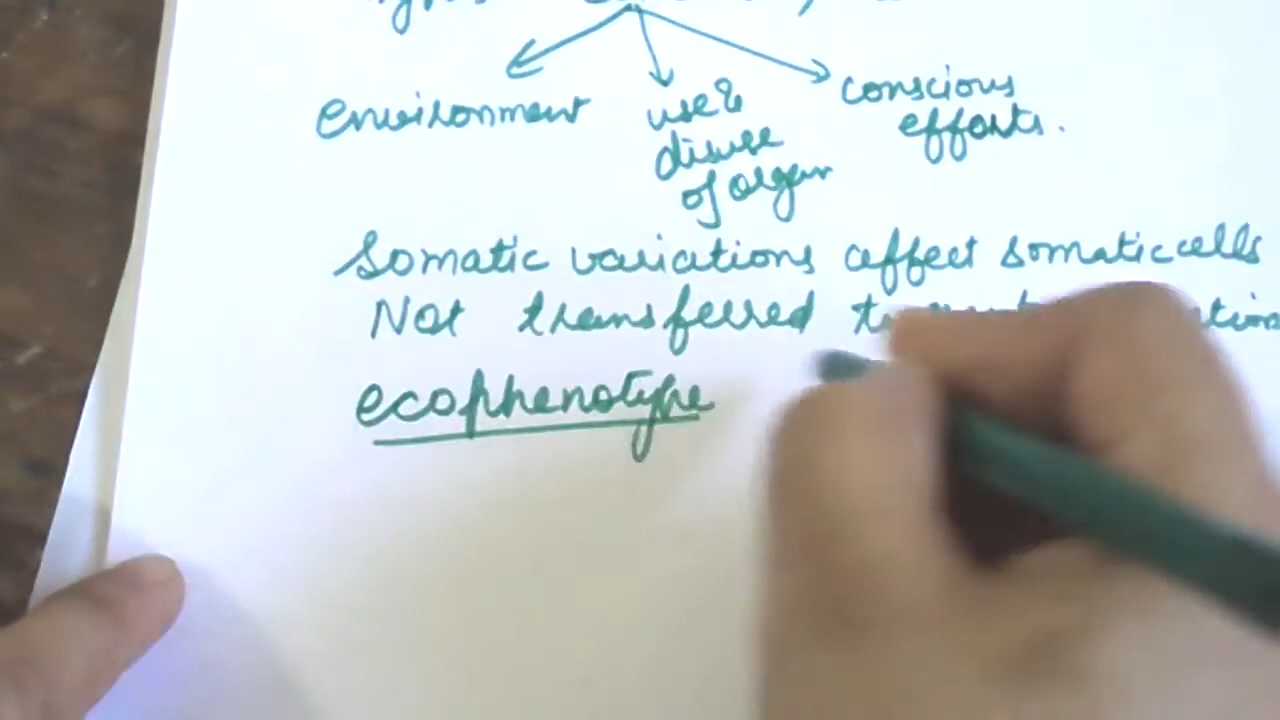 environment
use &
disuse
of organ
conscious
efforts.
Somatic variations affect somatic cells
Not transferred
ecophenotype